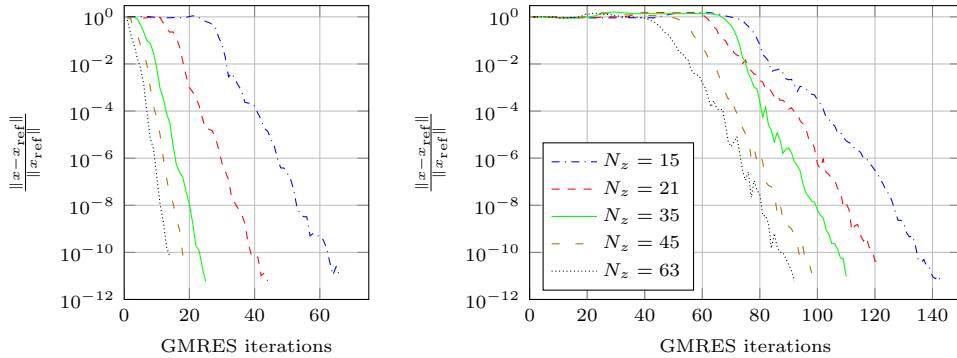 10^0
10^−2
10^−4
10^−6
10^−8
10^−10
10^−12
0 20 40 60
GMRES iterations
‖x−x_ref‖
‖x_ref‖
10^0
10^−2
10^−4
10^−6
10^−8
10^−10
10^−12
0 20 40 60 80 100 120 140
GMRES iterations
‖x−x_ref‖
‖x_ref‖
N_z = 15
N_z = 21
N_z = 35
N_z = 45
N_z = 63